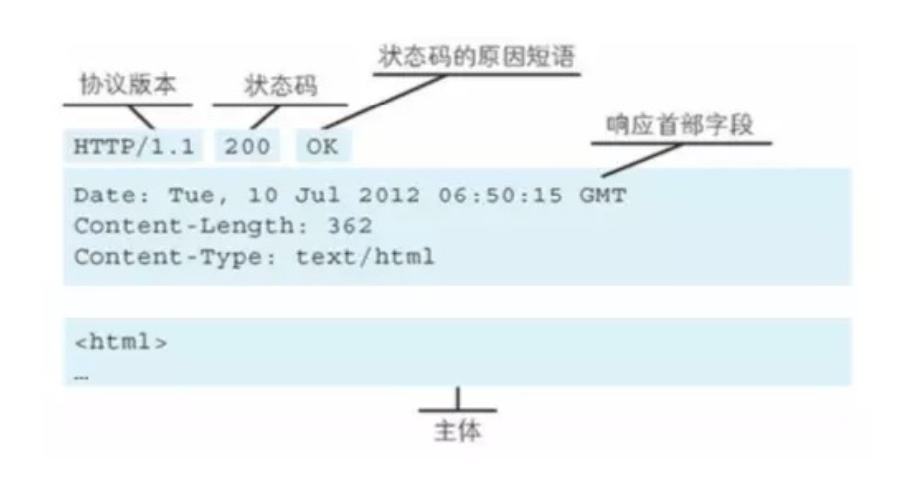 状态码的原因短语
协议版本 状态码
响应首部字段
HTTP/1.1 200 OK
Date: Tue, 10 Jul 2012 06:50:15 GMT
Content-Length: 362
Content-Type: text/html
<html>
…
主体